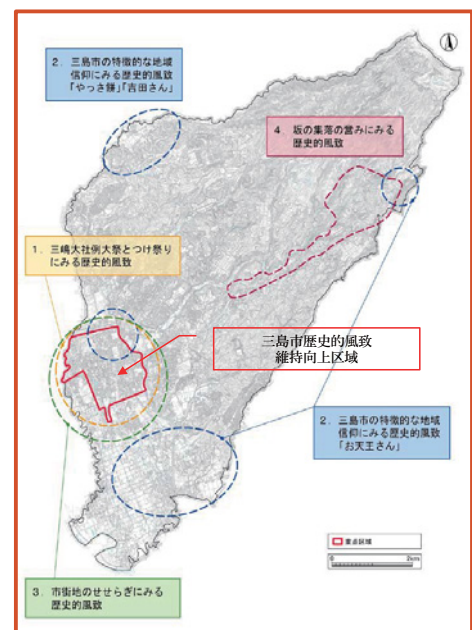 2. 三島市の特徴的な地域
信仰にみる歴史的風致
「やっさ餅」「吉田さん」
4. 坂の集落の営みにみる
歴史的風致
1. 三嶋大社例大祭とつけ祭り
にみる歴史的風致
三島市歴史的風致
維持向上区域
2. 三島市の特徴的な地域
信仰にみる歴史的風致
「お天王さん」
重点区域
0 2km
3. 市街地のせせらぎにみる
歴史的風致